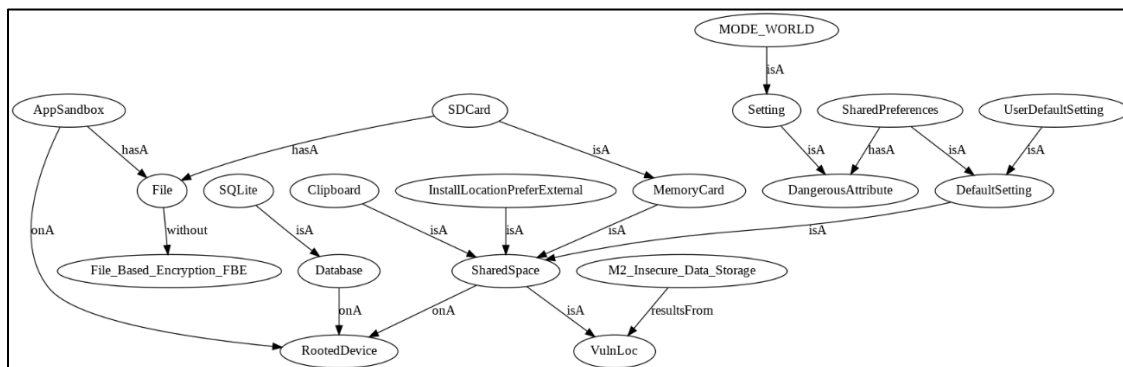 MODE_WORLD
isA
AppSandbox
SDCard
Setting
SharedPreferences
UserDefaultSetting
hasA
hasA
isA
isA
hasA
isA
isA
File
SQLite
Clipboard
InstallLocationPreferExternal
MemoryCard
DangerousAttribute
DefaultSetting
onA
without
isA
isA
isA
isA
isA
File_Based_Encryption_FBE
Database
SharedSpace
M2_Insecure_Data_Storage
onA
onA
isA
resultsFrom
RootedDevice
VulnLoc